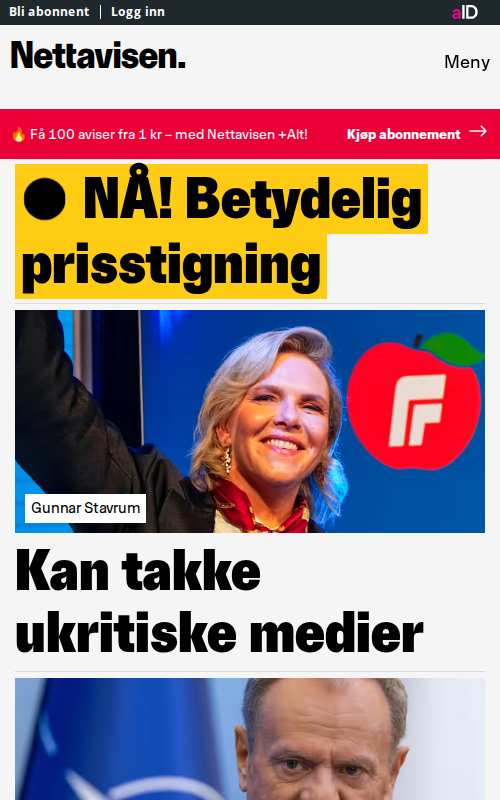 Bli abonnent | Logg inn
aID
Nettavisen.
Meny
🔥 Få 100 aviser fra 1 kr – med Nettavisen +Alt!
Kjøp abonnement →
● NÅ! Betydelig
prisstigning
Gunnar Stavrum
Kan takke
ukritiske medier